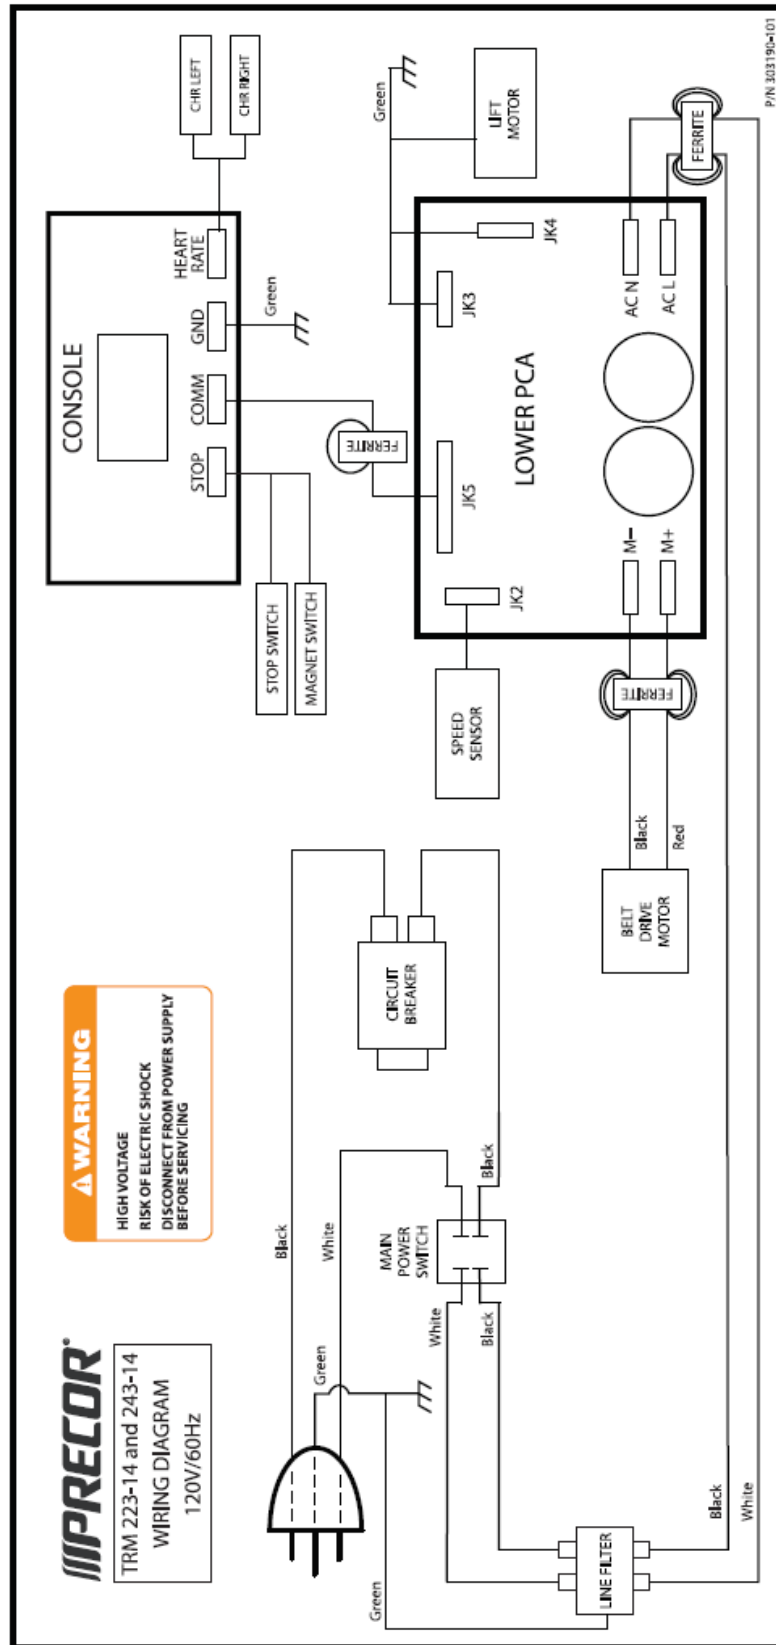 PRECOR®
TRM 223-14 and 243-14
WIRING DIAGRAM
120V/60Hz
WARNING
HIGH VOLTAGE
RISK OF ELECTRIC SHOCK
DISCONNECT FROM POWER SUPPLY
BEFORE SERVICING
Black
White
Green
Green
White
Black
MAIN
POWER
SWITCH
Black
CIRCUIT
BREAKER
LINE FILTER
Black
White
CONSOLE
STOP
COMM
GND
HEART
RATE
CHR LEFT
CHR RIGHT
Green
STOP SWITCH
MAGNET SWITCH
FERRITE
SPEED
SENSOR
LOWER PCA
JK2
JK5
JK3
JK4
Green
LIFT
MOTOR
M-
M+
AC N
AC L
FERRITE
FERRITE
BELT
DRIVE
MOTOR
Black
Red
P/N 303190-101